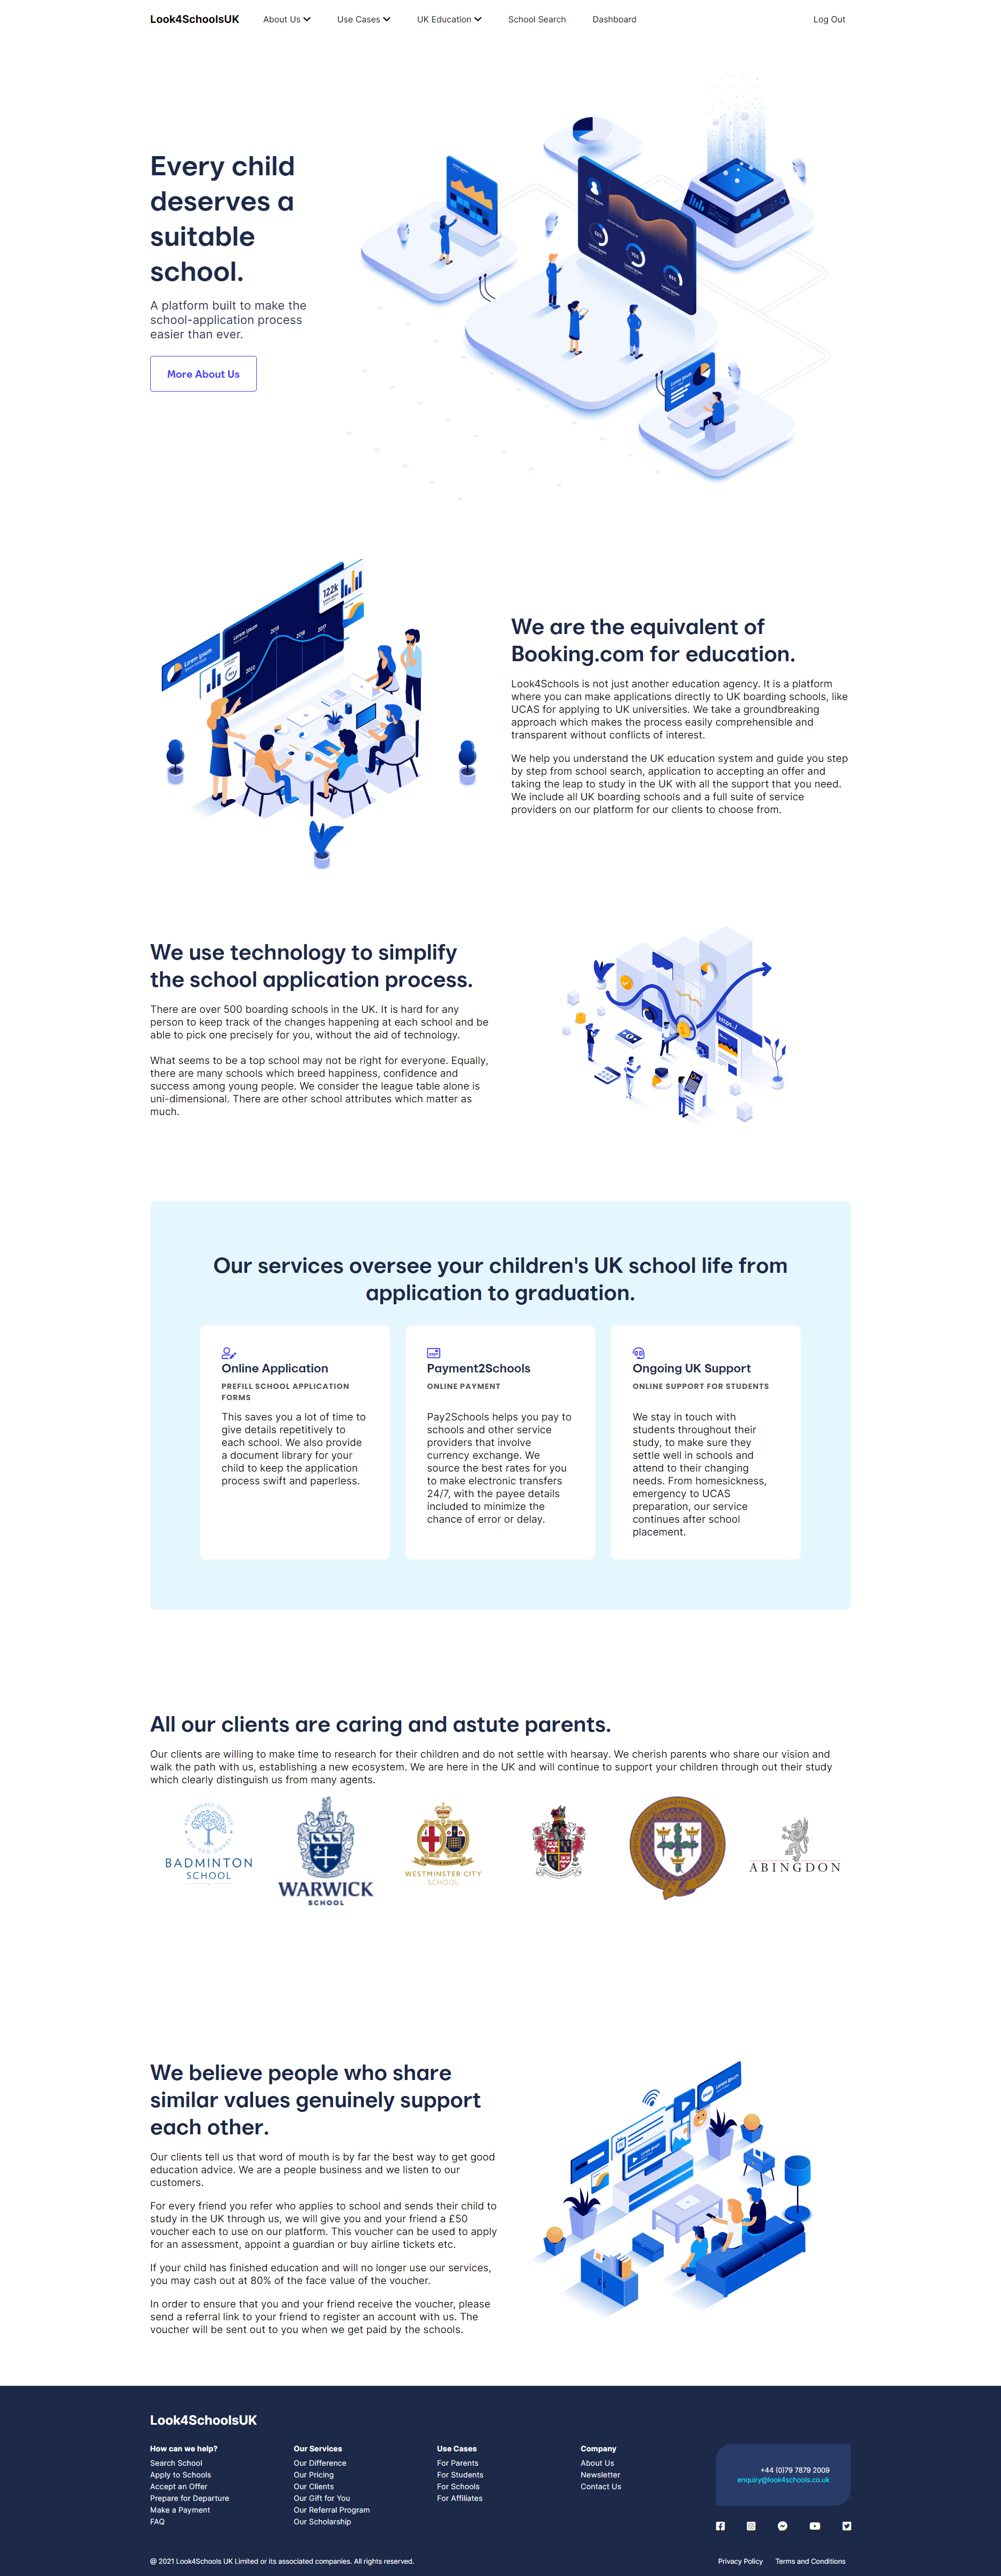 Look4SchoolsUK
About Us
Use Cases
UK Education
School Search
Dashboard
Log Out
Every child
deserves a
suitable
school.
A platform built to make the
school-application process
easier than ever.
More About Us
52%
Lorem Ipsum
122k
Lorem Ipsum
2020
2019
2018
2017
We are the equivalent of
Booking.com for education.
Look4Schools is not just another education agency. It is a platform
where you can make applications directly to UK boarding schools, like
UCAS for applying to UK universities. We take a groundbreaking
approach which makes the process easily comprehensible and
transparent without conflicts of interest.
We help you understand the UK education system and guide you step
by step from school search, application to accepting an offer and
taking the leap to study in the UK with all the support that you need.
We include all UK boarding schools and a full suite of service
providers on our platform for our clients to choose from.
We use technology to simplify
the school application process.
There are over 500 boarding schools in the UK. It is hard for any
person to keep track of the changes happening at each school and be
able to pick one precisely for you, without the aid of technology.
What seems to be a top school may not be right for everyone. Equally,
there are many schools which breed happiness, confidence and
success among young people. We consider the league table alone is
uni-dimensional. There are other school attributes which matter as
much.
https:./
Our services oversee your children's UK school life from
application to graduation.
Online Application
PREFILL SCHOOL APPLICATION
FORMS
This saves you a lot of time to
give details repetitively to
each school. We also provide
a document library for your
child to keep the application
process swift and paperless.
Payment2Schools
ONLINE PAYMENT
Pay2Schools helps you pay to
schools and other service
providers that involve
currency exchange. We
source the best rates for you
to make electronic transfers
24/7, with the payee details
included to minimize the
chance of error or delay.
Ongoing UK Support
ONLINE SUPPORT FOR STUDENTS
We stay in touch with
students throughout their
study, to make sure they
settle well in schools and
attend to their changing
needs. From homesickness,
emergency to UCAS
preparation, our service
continues after school
placement.
All our clients are caring and astute parents.
Our clients are willing to make time to research for their children and do not settle with hearsay. We cherish parents who share our vision and
walk the path with us, establishing a new ecosystem. We are here in the UK and will continue to support your children through out their study
which clearly distinguish us from many agents.
BADMINTON
SCHOOL
WARWICK
SCHOOL
WESTMINSTER CITY
SCHOOL
ABINGDON
We believe people who share
similar values genuinely support
each other.
Our clients tell us that word of mouth is by far the best way to get good
education advice. We are a people business and we listen to our
customers.
For every friend you refer who applies to school and sends their child to
study in the UK through us, we will give you and your friend a £50
voucher each to use on our platform. This voucher can be used to apply
for an assessment, appoint a guardian or buy airline tickets etc.
If your child has finished education and will no longer use our services,
you may cash out at 80% of the face value of the voucher.
In order to ensure that you and your friend receive the voucher, please
send a referral link to your friend to register an account with us. The
voucher will be sent out to you when we get paid by the schools.
Look4SchoolsUK
How can we help?
Search School
Apply to Schools
Accept an Offer
Prepare for Departure
Make a Payment
FAQ
Our Services
Our Difference
Our Pricing
Our Clients
Our Gift for You
Our Referral Program
Our Scholarship
Use Cases
For Parents
For Students
For Schools
For Affiliates
Company
About Us
Newsletter
Contact Us
+44 (0)79 7879 2009
enquiry@look4schools.co.uk
@ 2021 Look4Schools UK Limited or its associated companies. All rights reserved.
Privacy Policy
Terms and Conditions